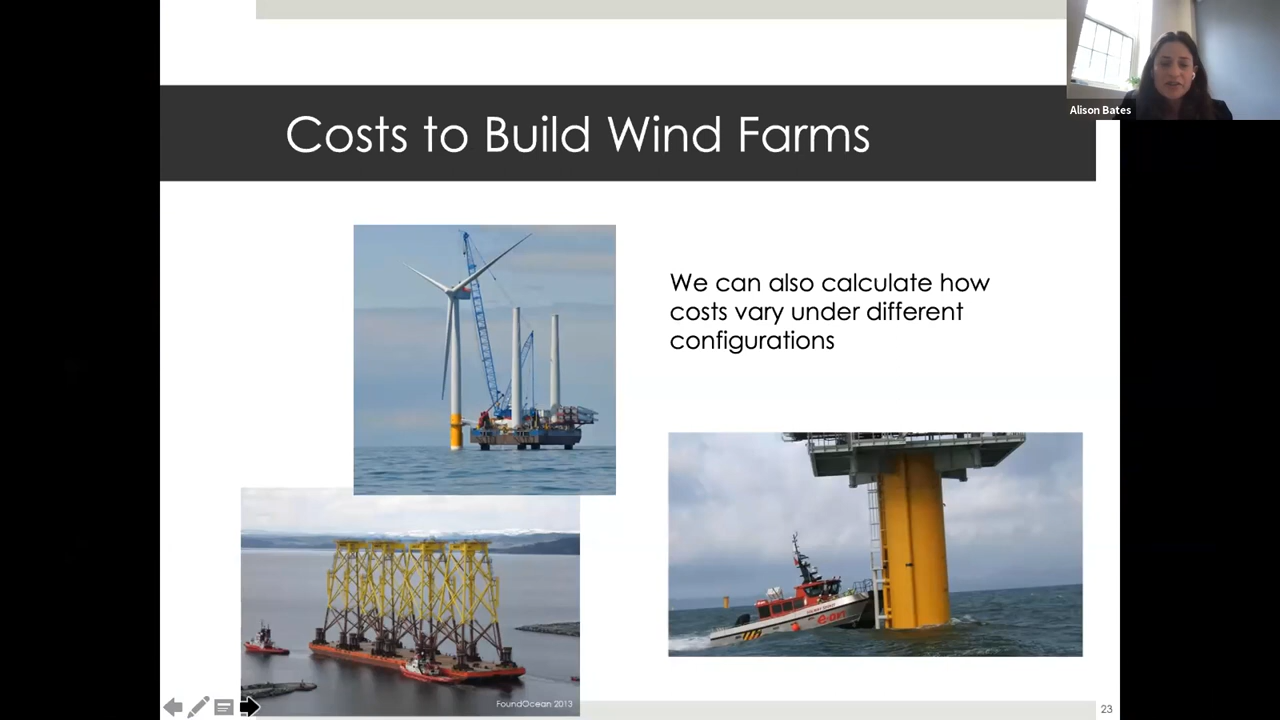 Alison Bates
Costs to Build Wind Farms
We can also calculate how
costs vary under different
configurations
e·on
FoundOcean 2013
23